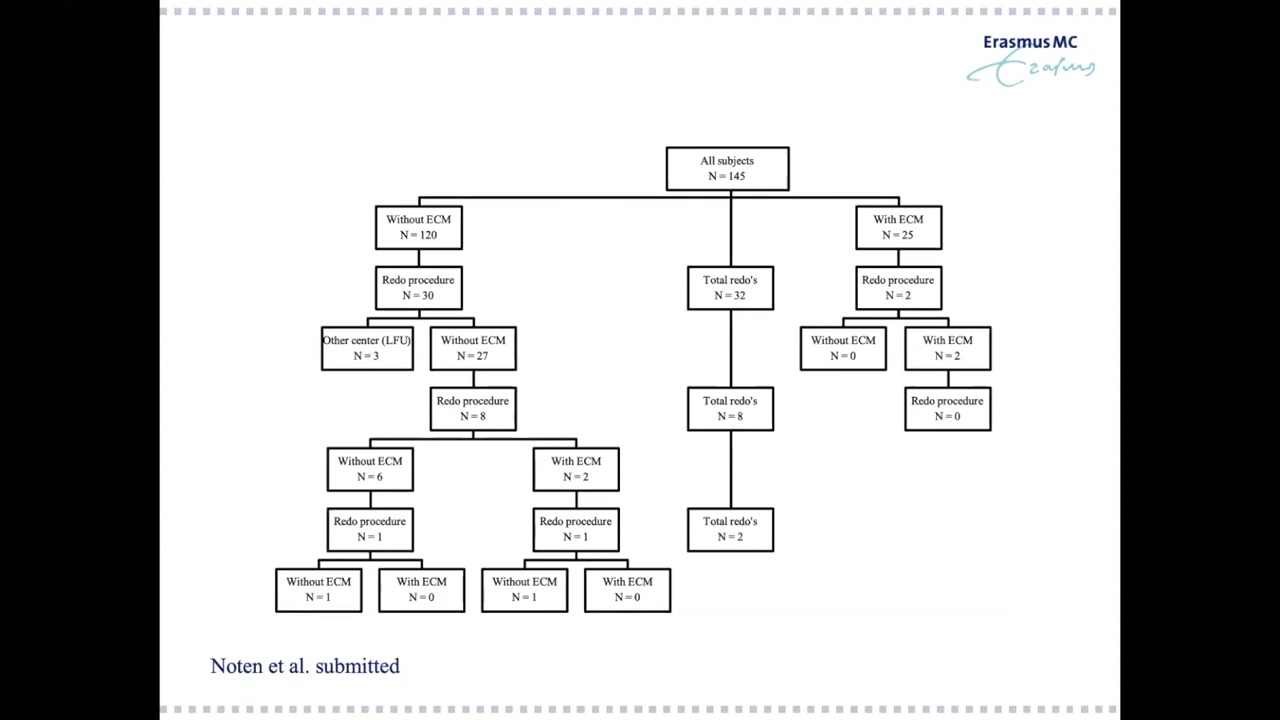 Erasmus MC
Erasmus
All subjects
N = 145
Without ECM
N = 120
With ECM
N = 25
Redo procedure
N = 30
Total redo's
N = 32
Redo procedure
N = 2
Other center (LFU)
N = 3
Without ECM
N = 27
Without ECM
N = 0
With ECM
N = 2
Redo procedure
N = 8
Total redo's
N = 8
Redo procedure
N = 0
Without ECM
N = 6
With ECM
N = 2
Redo procedure
N = 1
Redo procedure
N = 1
Total redo's
N = 2
Without ECM
N = 1
With ECM
N = 0
Without ECM
N = 1
With ECM
N = 0
Noten et al. submitted